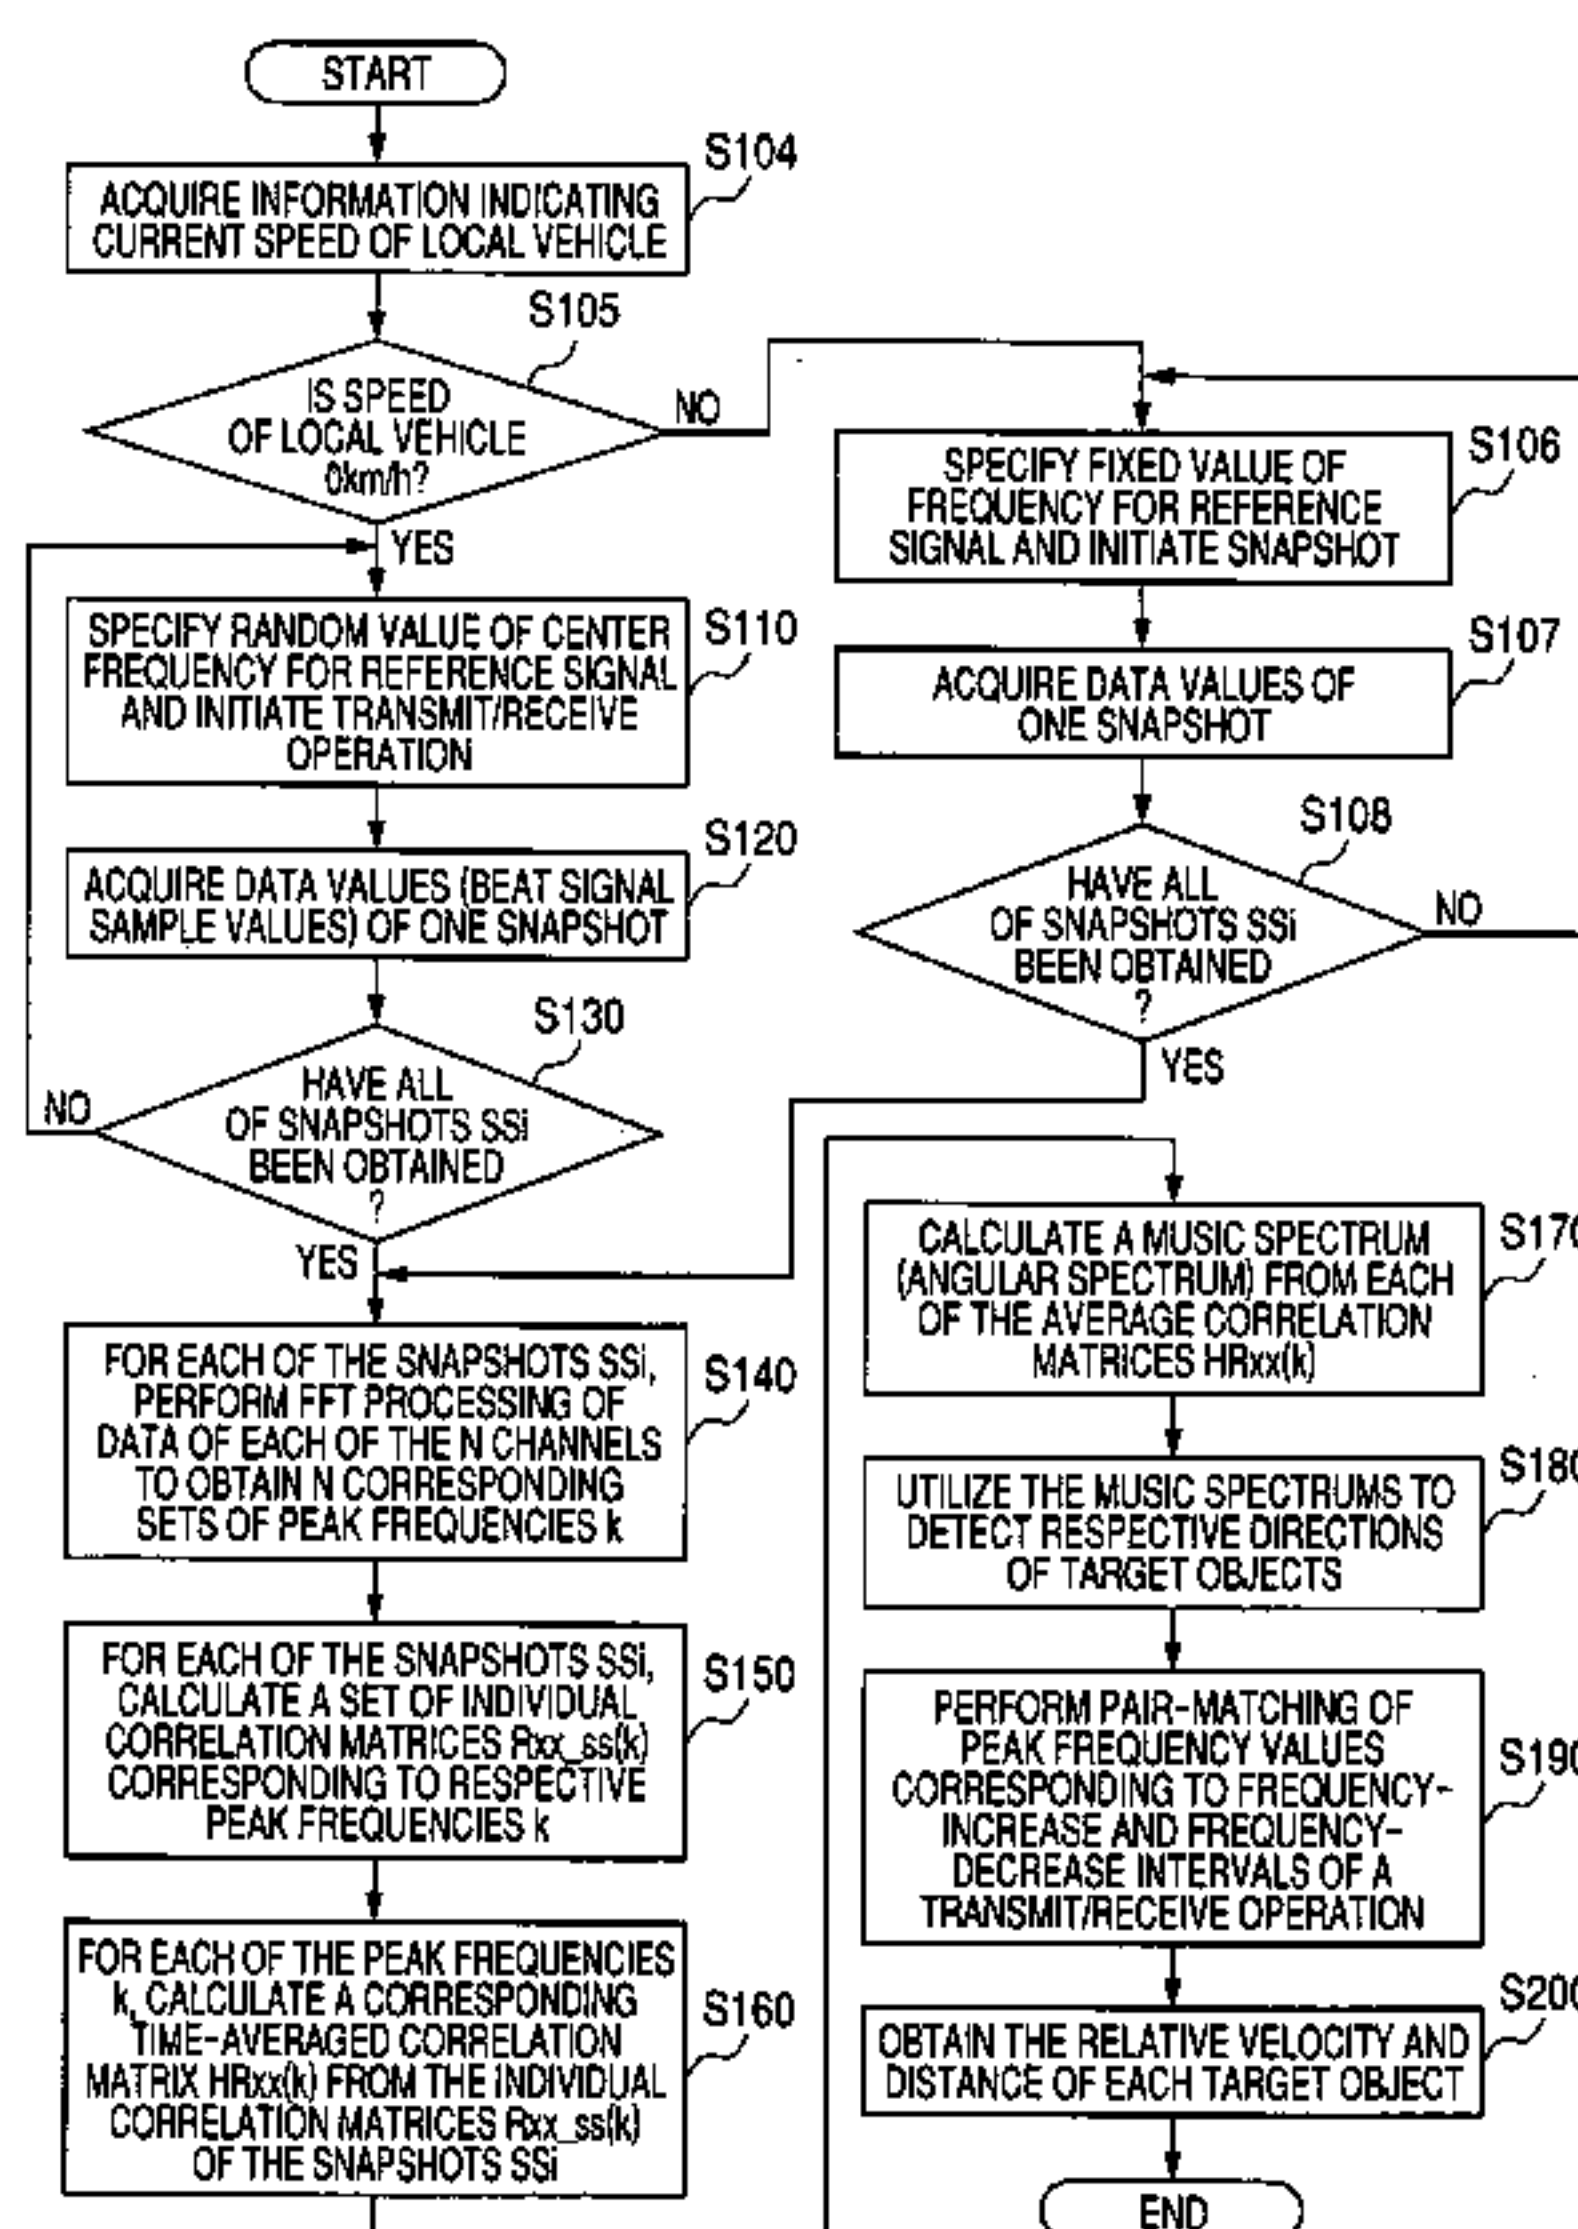 START
S104
ACQUIRE INFORMATION INDICATING
CURRENT SPEED OF LOCAL VEHICLE
S105
IS SPEED
OF LOCAL VEHICLE
0km/h?
NO
YES
S110
SPECIFY RANDOM VALUE OF CENTER
FREQUENCY FOR REFERENCE SIGNAL
AND INITIATE TRANSMIT/RECEIVE
OPERATION
S120
ACQUIRE DATA VALUES (BEAT SIGNAL
SAMPLE VALUES) OF ONE SNAPSHOT
S130
HAVE ALL
OF SNAPSHOTS SSi
BEEN OBTAINED
?
NO
YES
S106
SPECIFY FIXED VALUE OF
FREQUENCY FOR REFERENCE
SIGNAL AND INITIATE SNAPSHOT
S107
ACQUIRE DATA VALUES OF
ONE SNAPSHOT
S108
HAVE ALL
OF SNAPSHOTS SSi
BEEN OBTAINED
?
NO
YES
S140
FOR EACH OF THE SNAPSHOTS SSi,
PERFORM FFT PROCESSING OF
DATA OF EACH OF THE N CHANNELS
TO OBTAIN N CORRESPONDING
SETS OF PEAK FREQUENCIES k
S150
FOR EACH OF THE SNAPSHOTS SSi,
CALCULATE A SET OF INDIVIDUAL
CORRELATION MATRICES Rxx_ss(k)
CORRESPONDING TO RESPECTIVE
PEAK FREQUENCIES k
S160
FOR EACH OF THE PEAK FREQUENCIES
k, CALCULATE A CORRESPONDING
TIME-AVERAGED CORRELATION
MATRIX HRxx(k) FROM THE INDIVIDUAL
CORRELATION MATRICES Rxx_ss(k)
OF THE SNAPSHOTS SSi
S170
CALCULATE A MUSIC SPECTRUM
(ANGULAR SPECTRUM) FROM EACH
OF THE AVERAGE CORRELATION
MATRICES HRxx(k)
S180
UTILIZE THE MUSIC SPECTRUMS TO
DETECT RESPECTIVE DIRECTIONS
OF TARGET OBJECTS
S190
PERFORM PAIR-MATCHING OF
PEAK FREQUENCY VALUES
CORRESPONDING TO FREQUENCY-
INCREASE AND FREQUENCY-
DECREASE INTERVALS OF A
TRANSMIT/RECEIVE OPERATION
S200
OBTAIN THE RELATIVE VELOCITY AND
DISTANCE OF EACH TARGET OBJECT
END